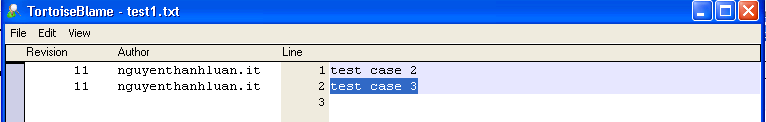 TortoiseBlame - test1.txt
File Edit View
Revision Author Line
11 nguyenthanhluan.it 1 test case 2
11 nguyenthanhluan.it 2 test case 3
3